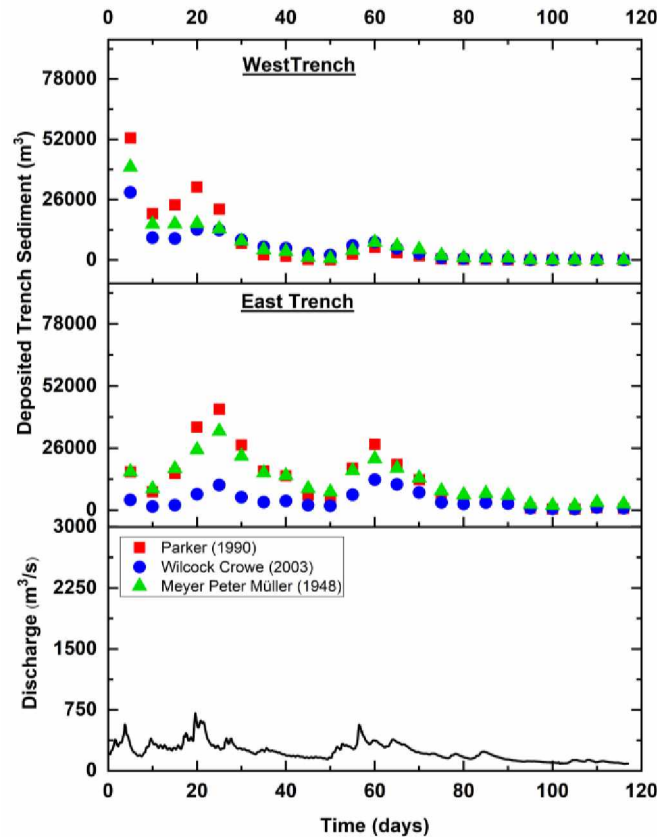 0 20 40 60 80 100 120
WestTrench
78000
52000
26000
0
Deposited Trench Sediment (m³)
East Trench
78000
52000
26000
0
3000
Parker (1990)
Wilcock Crowe (2003)
Meyer Peter Müller (1948)
2250
1500
750
0
Discharge (m³/s)
0 20 40 60 80 100 120
Time (days)